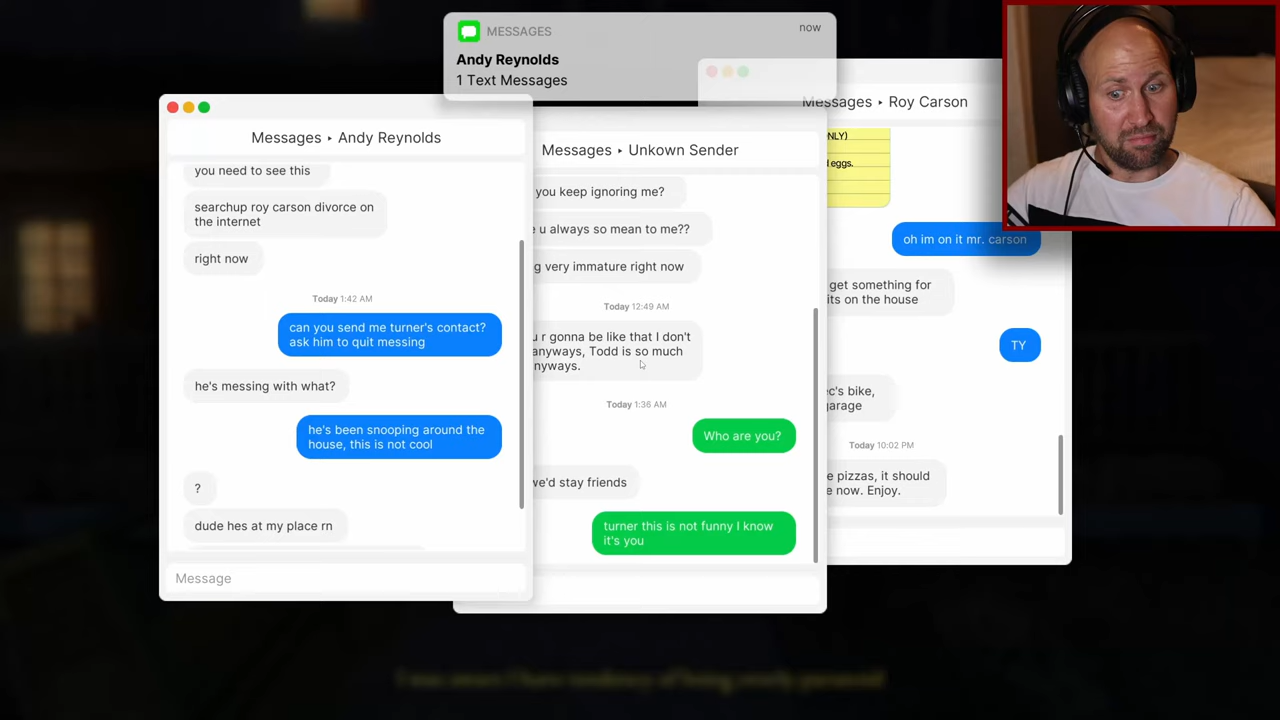 MESSAGES
now
Andy Reynolds
1 Text Messages
Messages ▸ Andy Reynolds
you need to see this
searchup roy carson divorce on
the internet
right now
Today 1:42 AM
can you send me turner's contact?
ask him to quit messing
he's messing with what?
he's been snooping around the
house, this is not cool
?
dude hes at my place rn
Message
Messages ▸ Unkown Sender
you keep ignoring me?
u always so mean to me??
very immature right now
Today 12:49 AM
u r gonna be like that I don't
anyways, Todd is so much
Today 1:36 AM
Who are you?
we'd stay friends
turner this is not funny I know
it's you
Messages ▸ Roy Carson
eggs.
oh im on it mr. carson
get something for
its on the house
TY
bike,
garage
Today 10:02 PM
pizzas, it should
now. Enjoy.